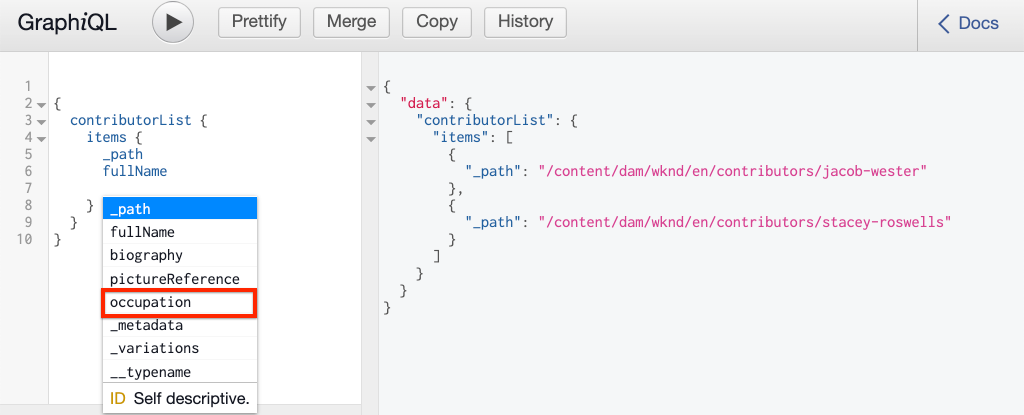 GraphiQL Prettify Merge Copy History Docs
1
2 {
3 contributorList {
4 items {
5 _path
6 fullName
7
8 }
9 }
10 }
_path
fullName
biography
pictureReference
occupation
_metadata
_variations
__typename
ID Self descriptive.
{
"data": {
"contributorList": {
"items": [
{
"_path": "/content/dam/wknd/en/contributors/jacob-wester"
},
{
"_path": "/content/dam/wknd/en/contributors/stacey-roswells"
}
]
}
}
}